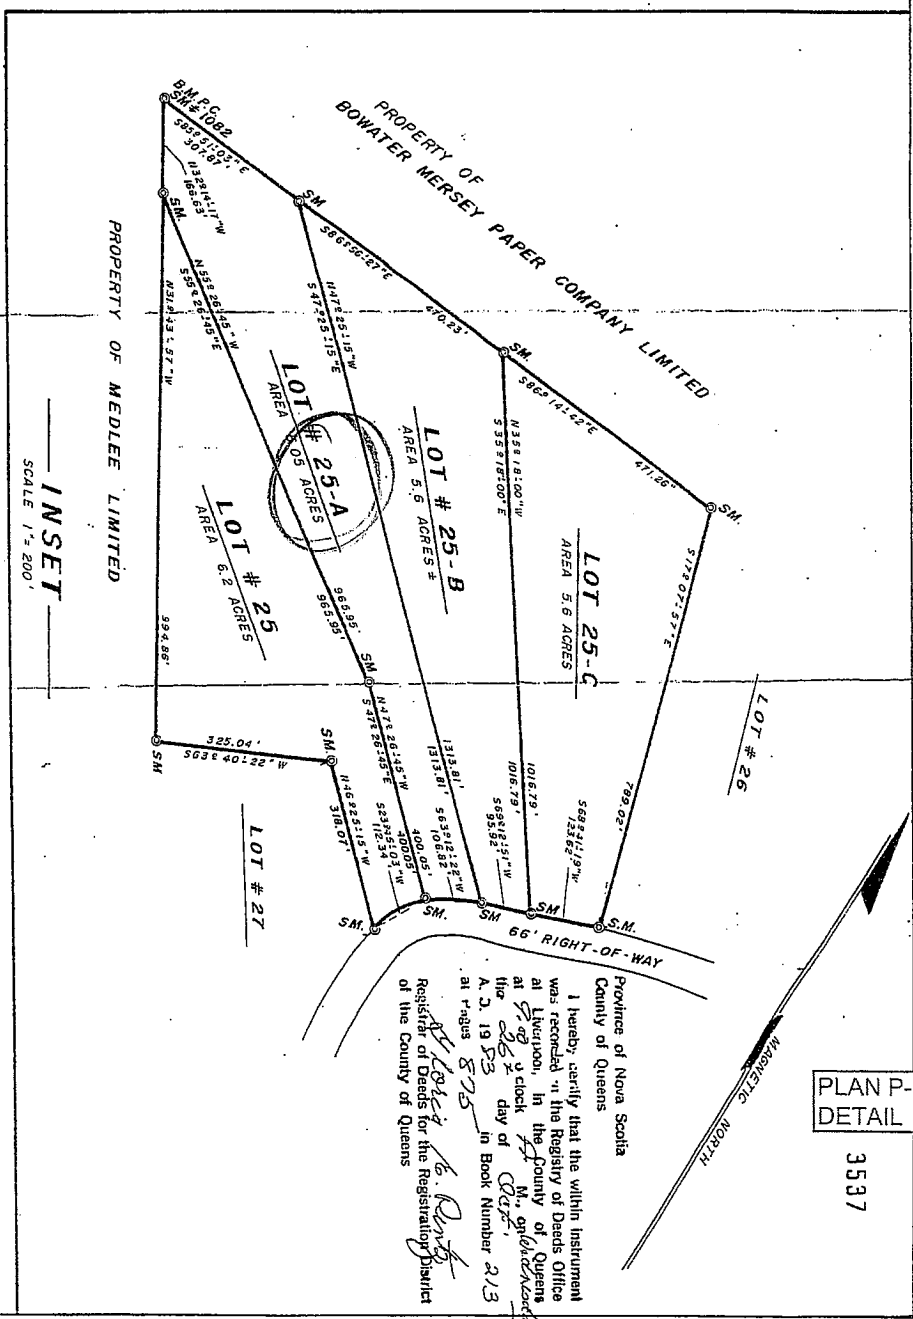 PROPERTY OF
BOWATER MERSEY PAPER COMPANY LIMITED
B.M.P.C.
SM#1082
S85°51'03"E
307.87'
N32°14'17"W
166.63'
SM.
SM
S86°56'27"E
470.23'
SM.
S86°14'42"E
471.26'
SM.
S17°07'57"E
789.02'
N55°26'45"W
S55°26'45"E
965.95'
965.95'
N47°25'15"W
S47°25'15"E
1313.81'
1313.81'
N35°18'00"W
S35°18'00"E
1016.79'
1016.79'
N31°43'57"W
994.86'
LOT # 25-A
AREA .05 ACRES
LOT # 25-B
AREA 5.6 ACRES±
LOT 25-C
AREA 5.6 ACRES
LOT # 25
AREA 6.2 ACRES
LOT # 26
LOT # 27
PROPERTY OF MEDLEE LIMITED
INSET
SCALE 1"= 200'
SM
N47°26'45"W
S47°26'45"E
400.05'
400.05'
SM
325.04'
S63°40'22"W
SM
N46°25'15"W
318.07'
SM.
S23°45'03"W
112.34'
SM.
S63°12'22"W
106.82'
SM
S69°12'51"W
95.92'
SM
S68°41'19"W
123.62'
S.M.
66' RIGHT-OF-WAY
MAGNETIC NORTH
PLAN P-
DETAIL
3537
Province of Nova Scotia
County of Queens
I hereby certify that the within instrument
was recorded in the Registry of Deeds Office
at Liverpool, in the County of Queens
at 9.00 o'clock A M., on Wednesday
the 26 day of Oct.
A. D. 1983 in Book Number 213
at Pages 875
Registrar of Deeds for the Registration District
of the County of Queens